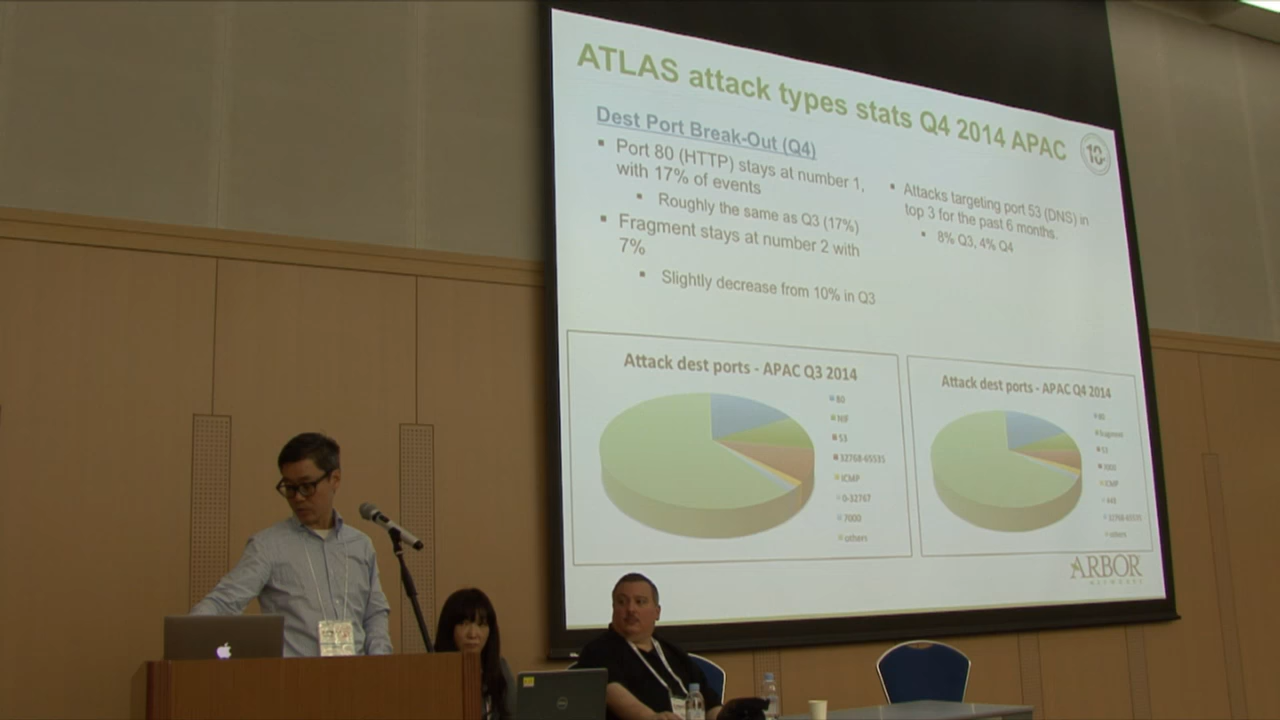 ATLAS attack types stats Q4 2014 APAC
10
Dest Port Break-Out (Q4)
Port 80 (HTTP) stays at number 1,
with 17% of events
Roughly the same as Q3 (17%)
Fragment stays at number 2 with
7%
Slightly decrease from 10% in Q3
Attacks targeting port 53 (DNS) in
top 3 for the past 6 months.
8% Q3, 4% Q4
Attack dest ports - APAC Q3 2014
80
53
32768-65535
ICMP
0-32767
7000
others
Attack dest ports - APAC Q4 2014
80
fragment
53
ICMP
others
ARBOR
NETWORKS